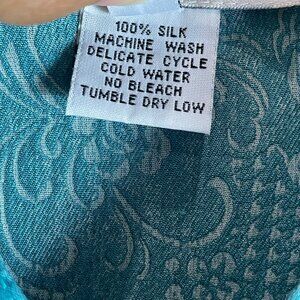 100% SILK
MACHINE WASH
DELICATE CYCLE
COLD WATER
NO BLEACH
TUMBLE DRY LOW